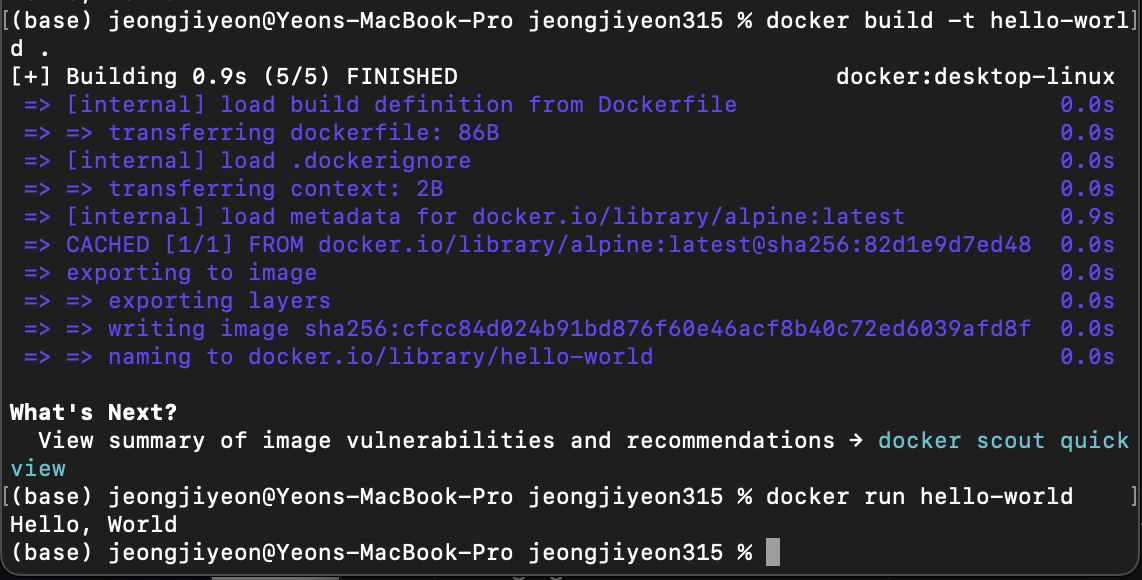 [(base) jeongjiyeon@Yeons-MacBook-Pro jeongjiyeon315 % docker build -t hello-worl]
d .
[+] Building 0.9s (5/5) FINISHED docker:desktop-linux
=> [internal] load build definition from Dockerfile 0.0s
=> => transferring dockerfile: 86B 0.0s
=> [internal] load .dockerignore 0.0s
=> => transferring context: 2B 0.0s
=> [internal] load metadata for docker.io/library/alpine:latest 0.9s
=> CACHED [1/1] FROM docker.io/library/alpine:latest@sha256:82d1e9d7ed48 0.0s
=> exporting to image 0.0s
=> => exporting layers 0.0s
=> => writing image sha256:cfcc84d024b91bd876f60e46acf8b40c72ed6039afd8f 0.0s
=> => naming to docker.io/library/hello-world 0.0s
What's Next?
View summary of image vulnerabilities and recommendations → docker scout quick
view
[(base) jeongjiyeon@Yeons-MacBook-Pro jeongjiyeon315 % docker run hello-world ]
Hello, World
(base) jeongjiyeon@Yeons-MacBook-Pro jeongjiyeon315 %